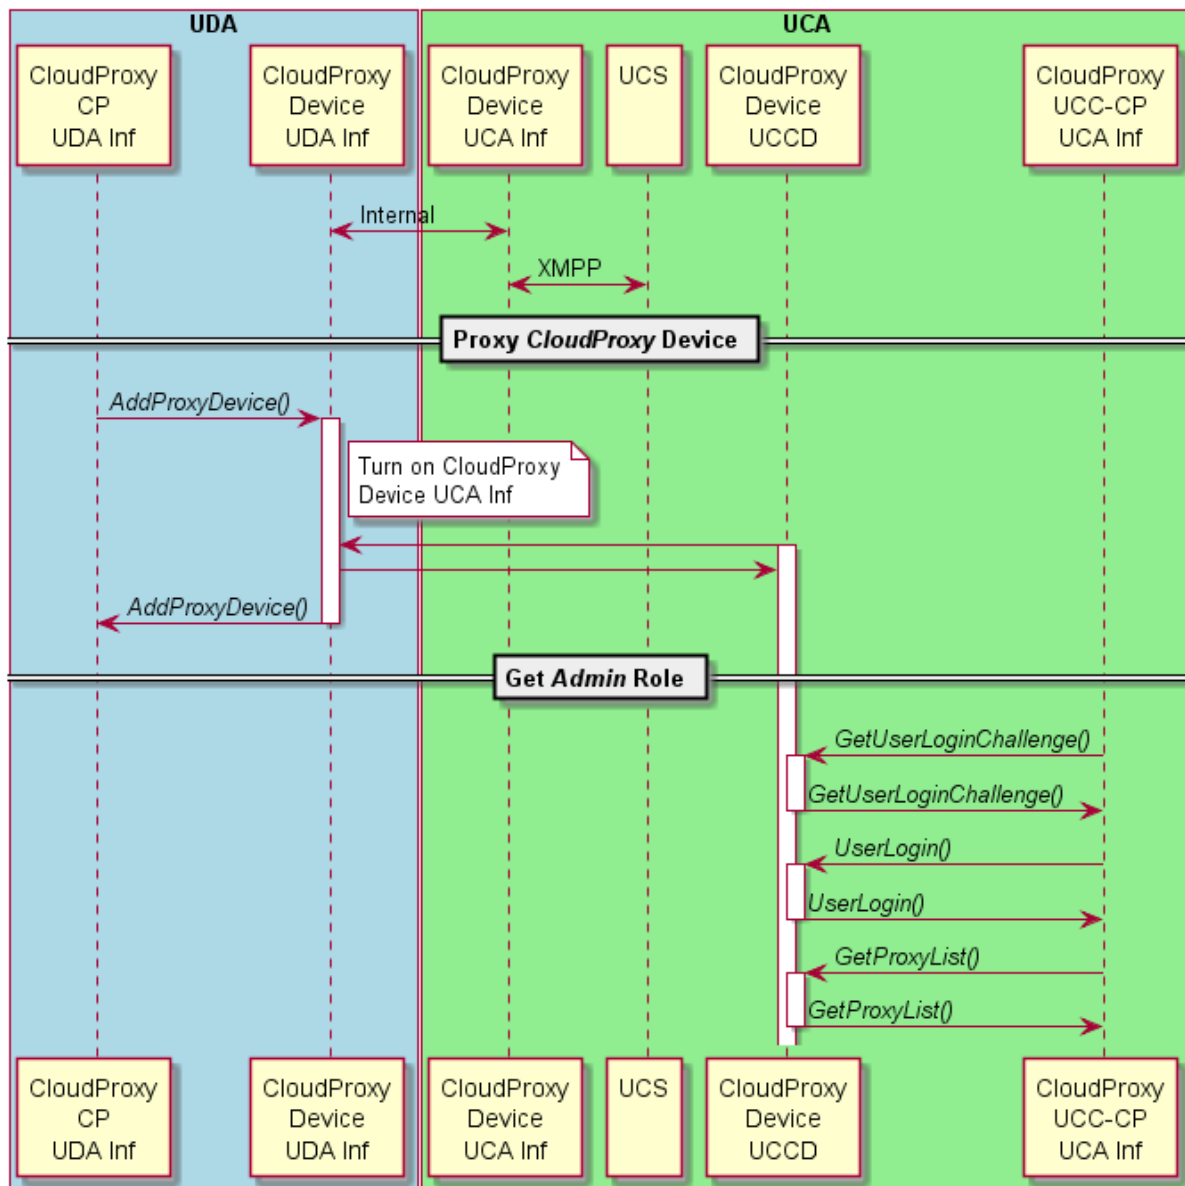 UDA
UCA
CloudProxy
CP
UDA Inf
CloudProxy
Device
UDA Inf
CloudProxy
Device
UCA Inf
UCS
CloudProxy
Device
UCCD
CloudProxy
UCC-CP
UCA Inf
Internal
XMPP
Proxy CloudProxy Device
AddProxyDevice()
Turn on CloudProxy
Device UCA Inf
AddProxyDevice()
Get Admin Role
GetUserLoginChallenge()
GetUserLoginChallenge()
UserLogin()
UserLogin()
GetProxyList()
GetProxyList()
CloudProxy
CP
UDA Inf
CloudProxy
Device
UDA Inf
CloudProxy
Device
UCA Inf
UCS
CloudProxy
Device
UCCD
CloudProxy
UCC-CP
UCA Inf